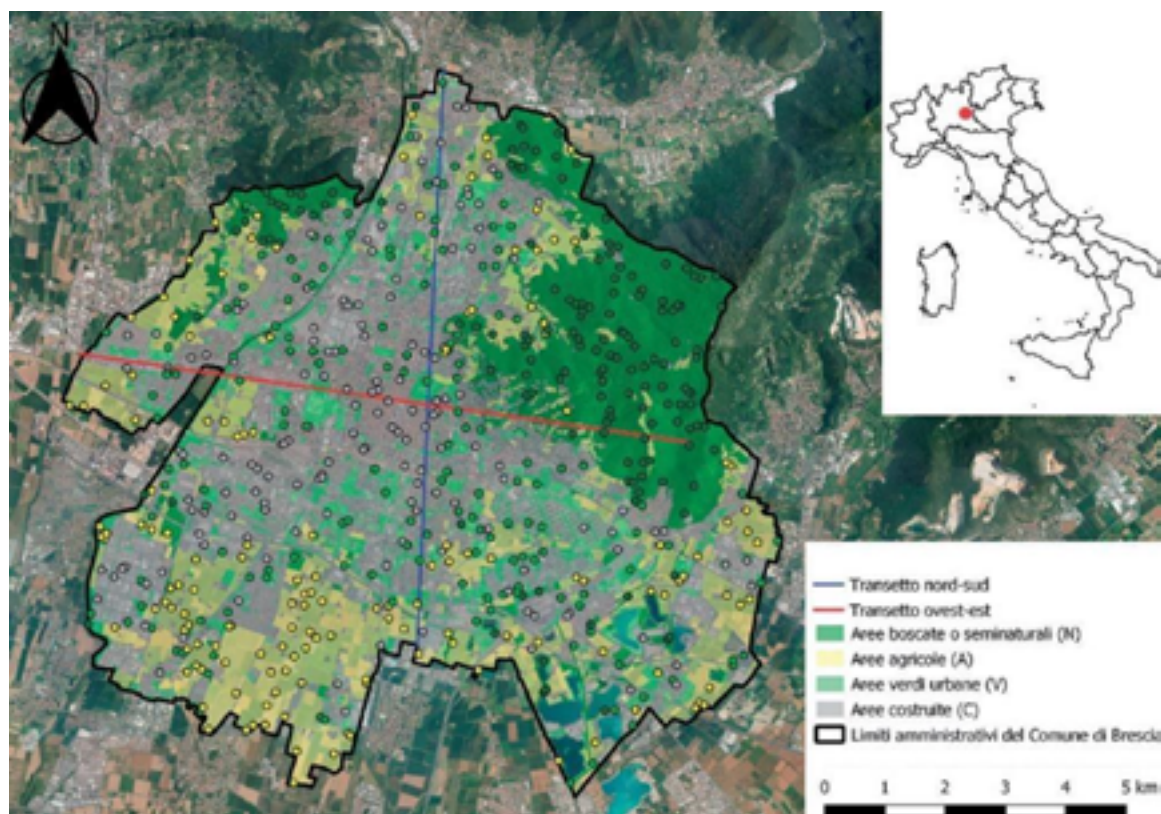 N
Transetto nord-sud
Transetto ovest-est
Aree boscate o seminaturali (N)
Aree agricole (A)
Aree verdi urbane (V)
Aree costruite (C)
Limiti amministrativi del Comune di Brescia
0 1 2 3 4 5 km